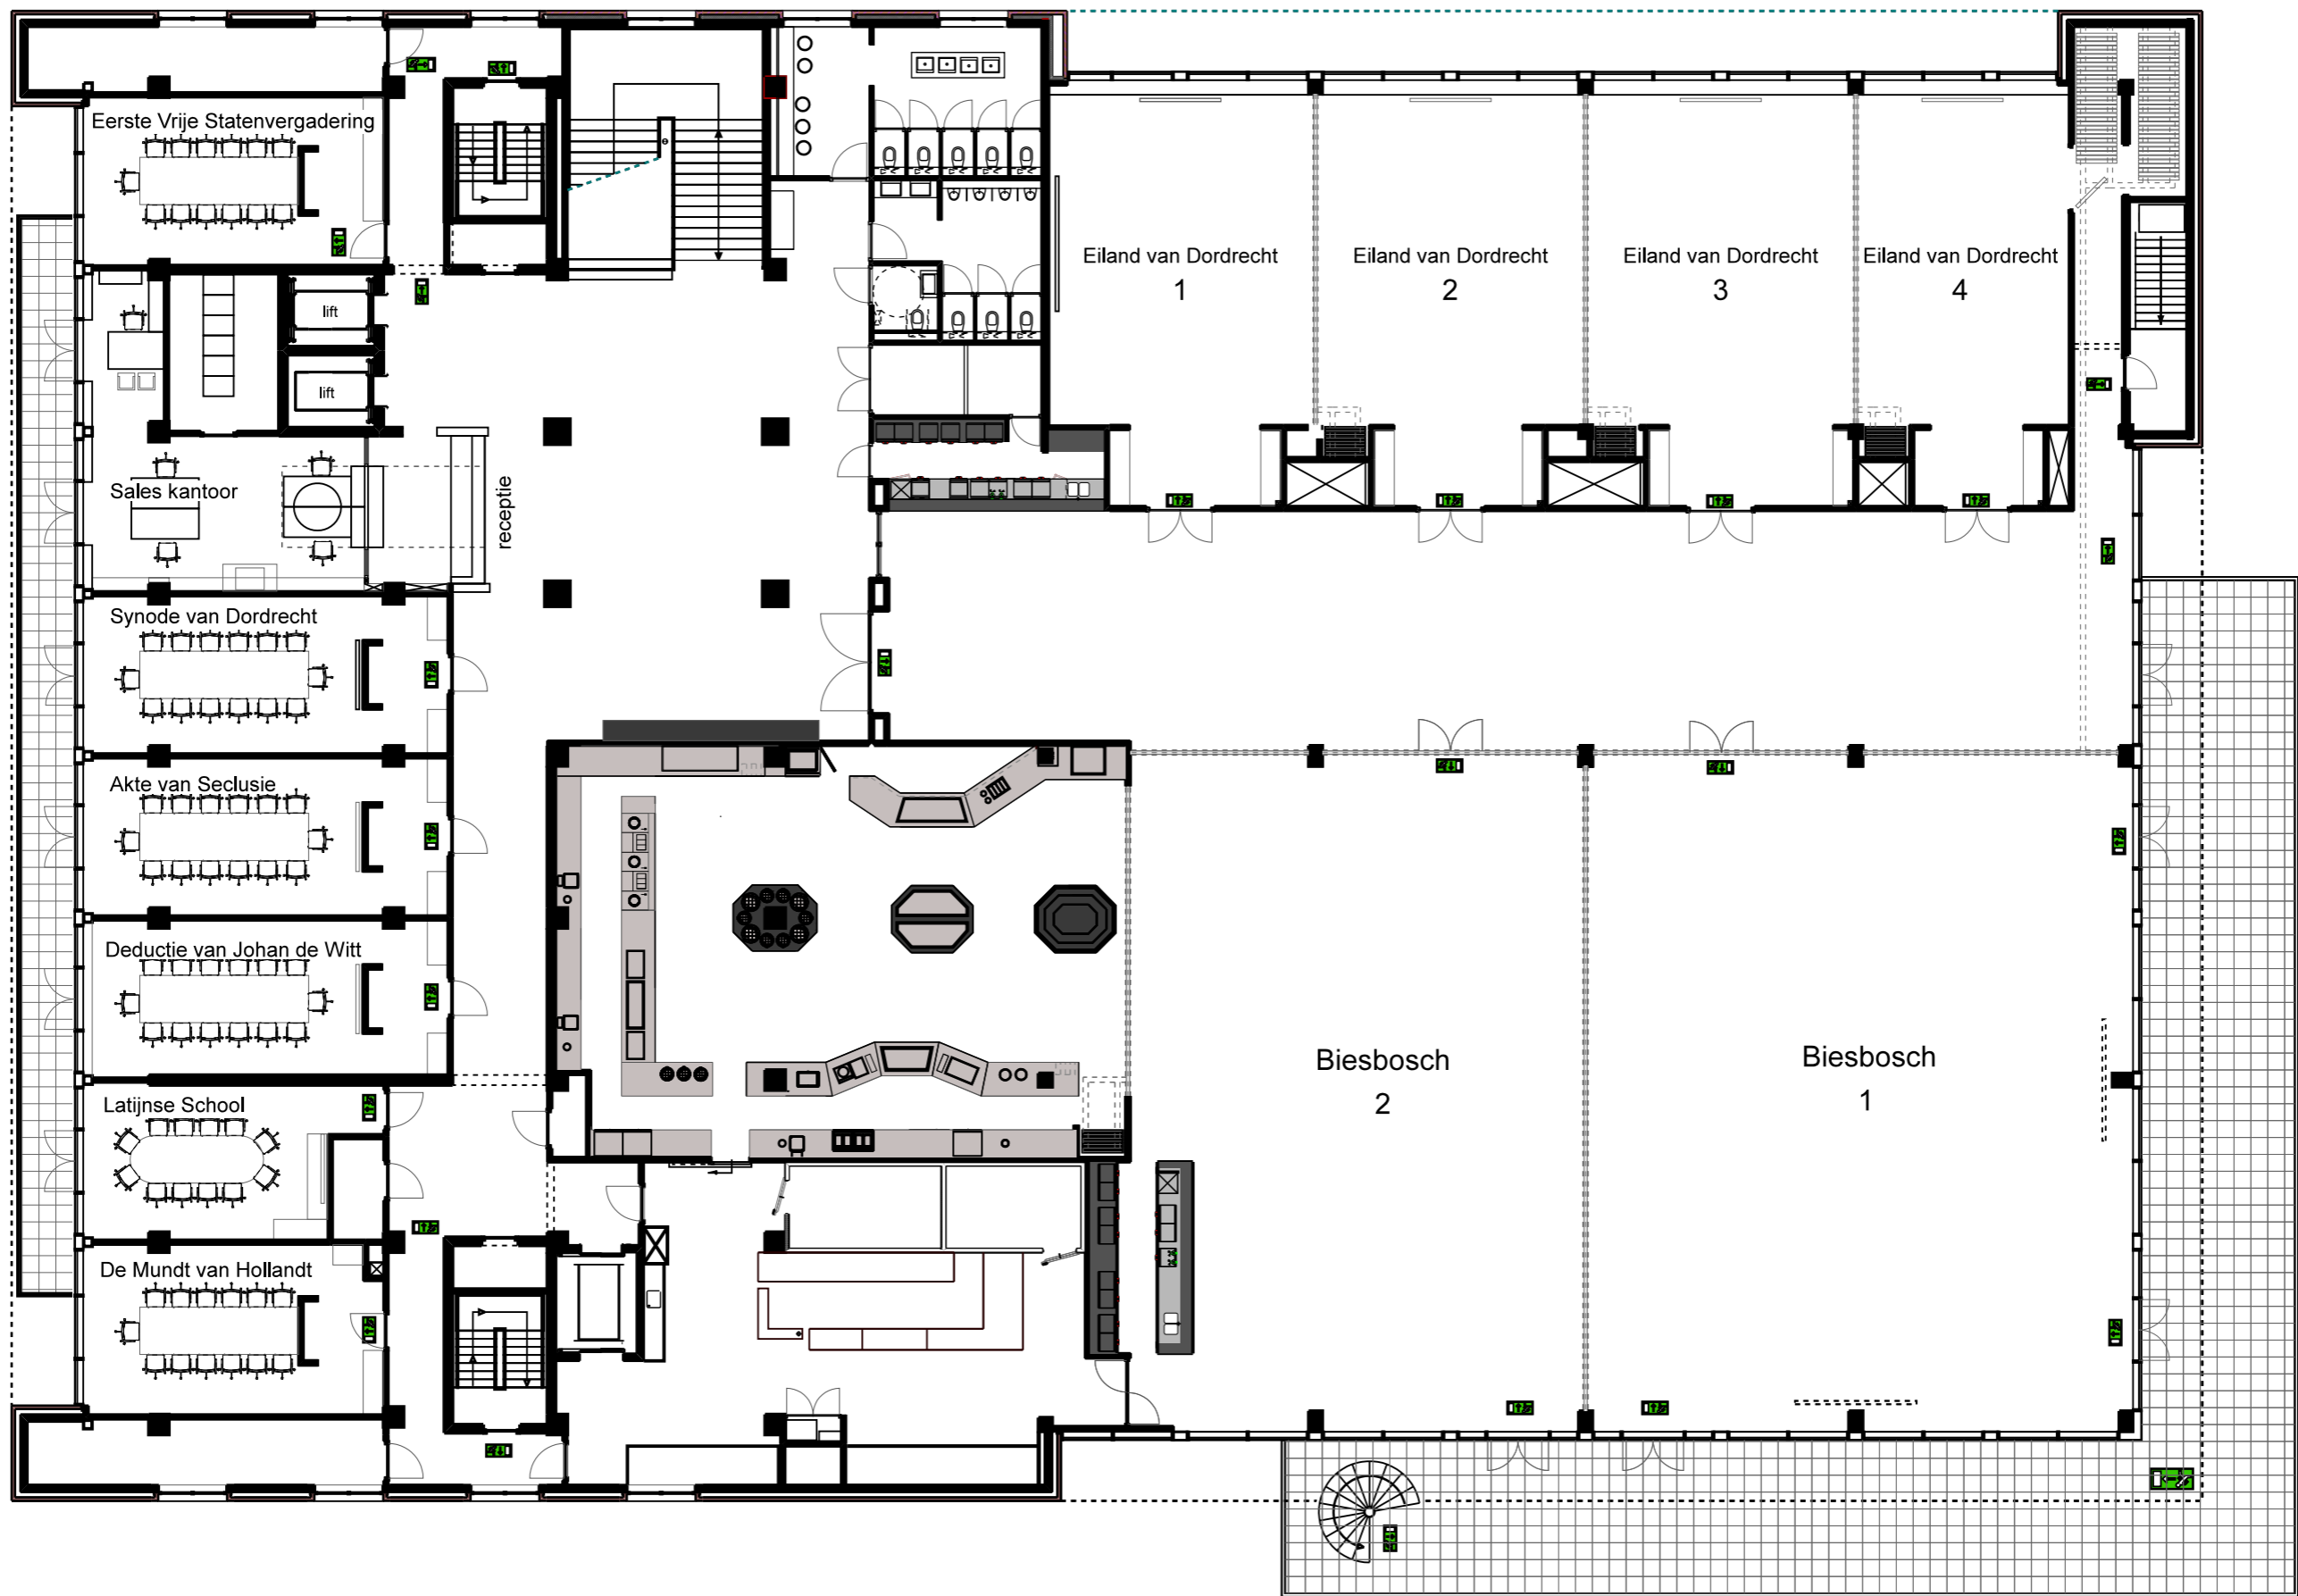 Eerste Vrije Statenvergadering
Eiland van Dordrecht
1
Eiland van Dordrecht
2
Eiland van Dordrecht
3
Eiland van Dordrecht
4
lift
lift
Sales kantoor
receptie
Synode van Dordrecht
Akte van Seclusie
Deductie van Johan de Witt
Biesbosch
2
Biesbosch
1
Latijnse School
De Mundt van Hollandt